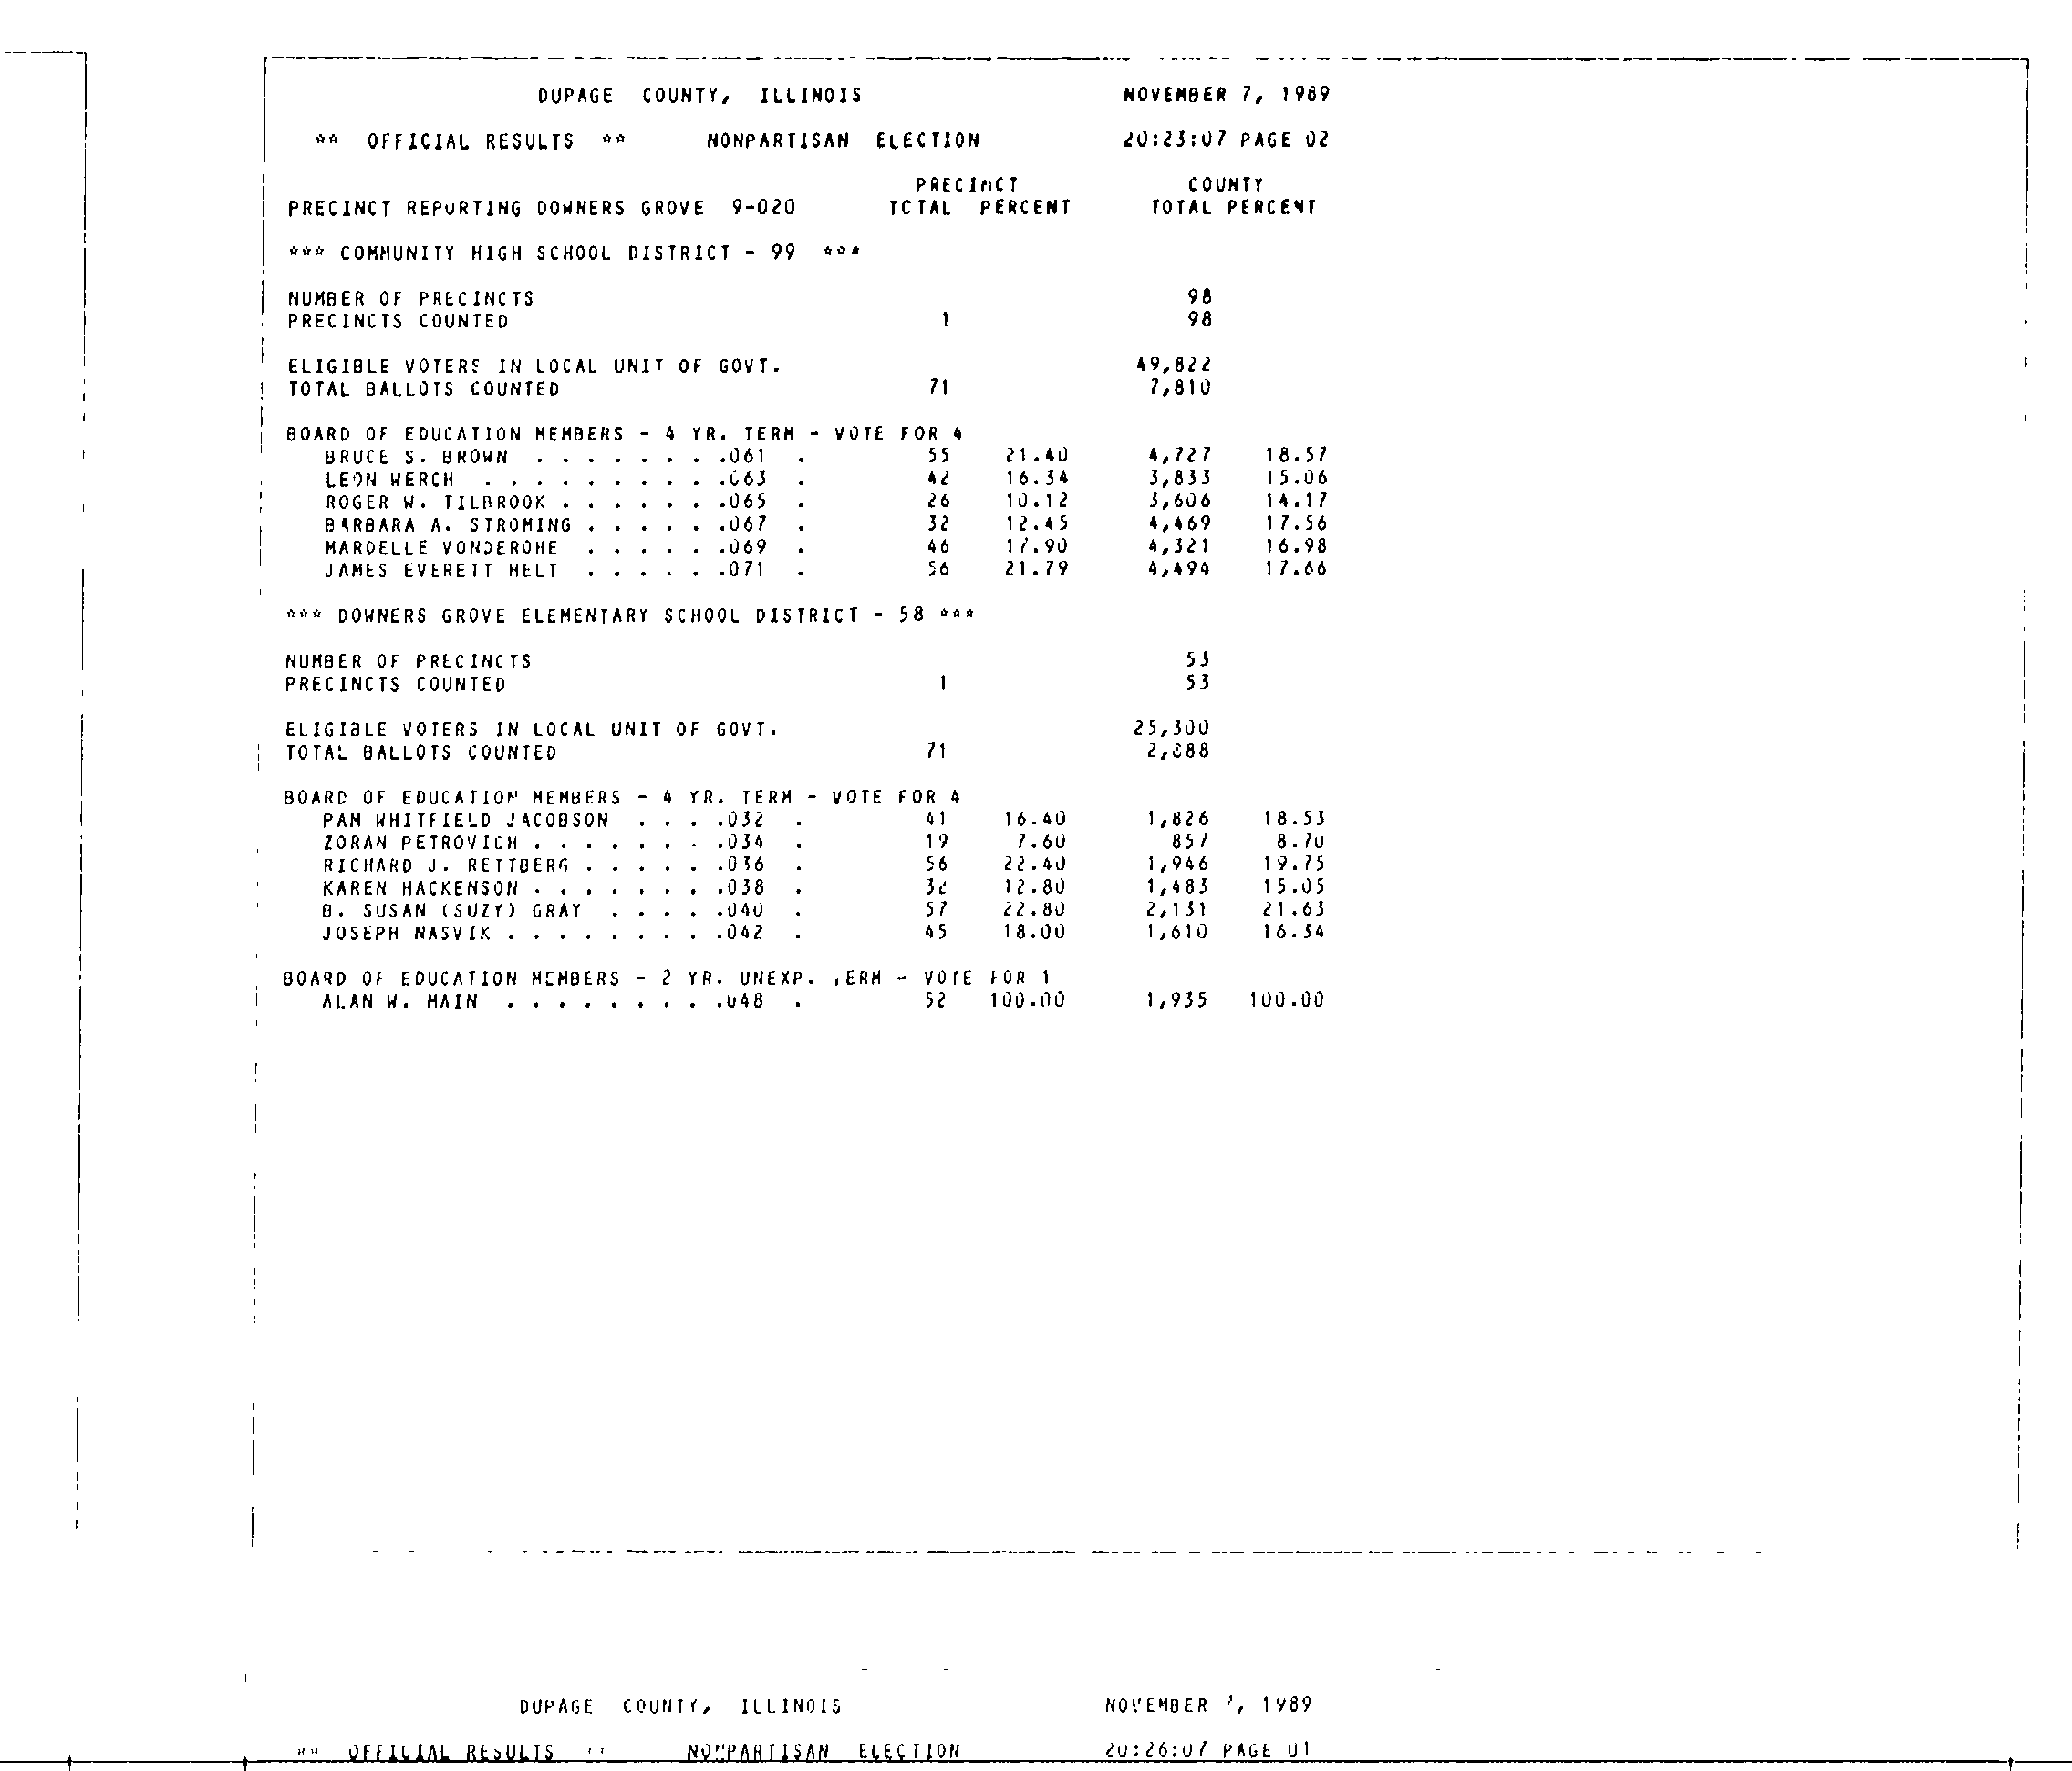 DUPAGE COUNTY, ILLINOIS NOVEMBER 7, 1989
** OFFICIAL RESULTS ** NONPARTISAN ELECTION 20:23:07 PAGE 02
PRECINCT COUNTY
PRECINCT REPORTING DOWNERS GROVE 9-020 TOTAL PERCENT TOTAL PERCENT
*** COMMUNITY HIGH SCHOOL DISTRICT - 99 ***
NUMBER OF PRECINCTS 98
PRECINCTS COUNTED 1 98
ELIGIBLE VOTERS IN LOCAL UNIT OF GOVT. 49,822
TOTAL BALLOTS COUNTED 71 7,810
BOARD OF EDUCATION MEMBERS - 4 YR. TERM - VOTE FOR 4
BRUCE S. BROWN . . . . . . . .061 . 55 21.40 4,727 18.57
LEON WERCH . . . . . . . . . .063 . 42 16.34 3,833 15.06
ROGER W. TILBROOK . . . . . . .065 . 26 10.12 3,606 14.17
BARBARA A. STROMING . . . . . .067 . 32 12.45 4,469 17.56
MARDELLE VONDEROHE . . . . . .069 . 46 17.90 4,321 16.98
JAMES EVERETT HELT . . . . . .071 . 56 21.79 4,494 17.66
*** DOWNERS GROVE ELEMENTARY SCHOOL DISTRICT - 58 ***
NUMBER OF PRECINCTS 53
PRECINCTS COUNTED 1 53
ELIGIBLE VOTERS IN LOCAL UNIT OF GOVT. 25,300
TOTAL BALLOTS COUNTED 71
BOARD OF EDUCATION MEMBERS - 4 YR. TERM - VOTE FOR 4
PAM WHITFIELD JACOBSON . . . .032 . 41 16.40 1,826 18.53
ZORAN PETROVICH . . . . . . . .034 . 19 7.60 857 8.70
RICHARD J. RETTBERG . . . . . .036 . 56 22.40 1,946 19.75
KAREN HACKENSON . . . . . . . .038 . 32 12.80 1,483 15.05
B. SUSAN (SUZY) GRAY . . . . .040 . 57 22.80 2,131 21.63
JOSEPH NASVIK . . . . . . . . .042 . 45 18.00 1,610 16.34
BOARD OF EDUCATION MEMBERS - 2 YR. UNEXP. TERM - VOTE FOR 1
ALAN W. MAIN . . . . . . . . .048 . 52 100.00 1,935 100.00
DUPAGE COUNTY, ILLINOIS NOVEMBER 7, 1989
** OFFICIAL RESULTS ** NONPARTISAN ELECTION 20:26:07 PAGE 01